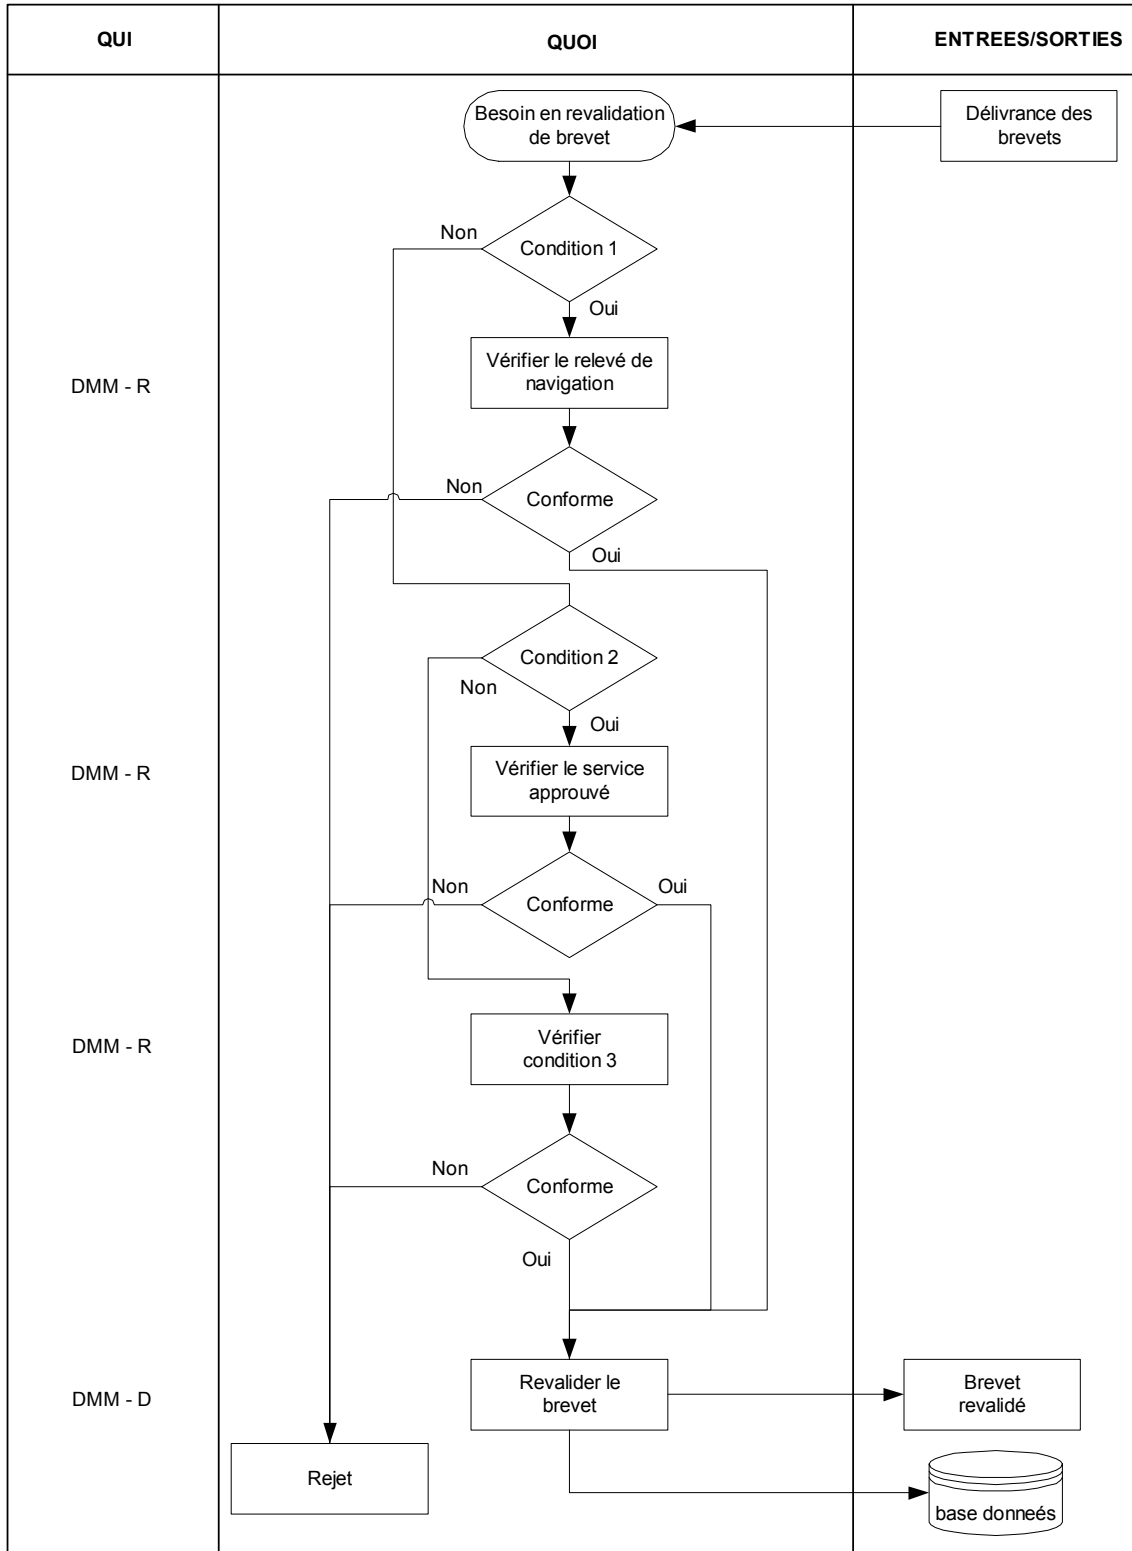 QUI
QUOI
ENTREES/SORTIES
Besoin en revalidation
de brevet
Délivrance des
brevets
Non
Condition 1
Oui
Vérifier le relevé de
navigation
DMM - R
Non
Conforme
Oui
Condition 2
Non
Oui
Vérifier le service
approuvé
DMM - R
Non
Oui
Conforme
Vérifier
condition 3
DMM - R
Non
Conforme
Oui
Revalider le
brevet
DMM - D
Brevet
revalidé
Rejet
base donneés